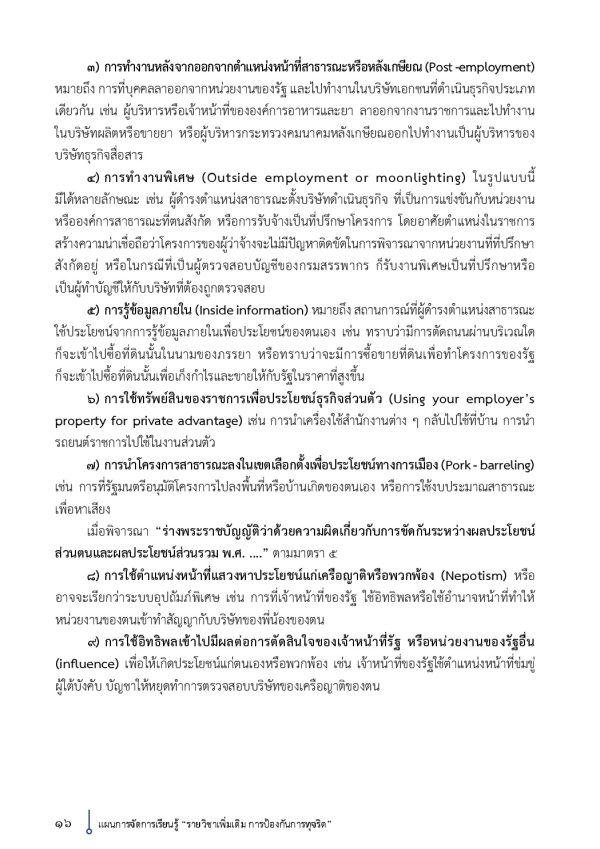 ๓) การทำงานหลังจากออกจากตำแหน่งหน้าที่สาธารณะหรือหลังเกษียณ (Post -employment)
หมายถึง การที่บุคคลลาออกจากหน่วยงานของรัฐ และไปทำงานในบริษัทเอกชนที่ดำเนินธุรกิจประเภท
เดียวกัน เช่น ผู้บริหารหรือเจ้าหน้าที่ขององค์การอาหารและยา ลาออกจากงานราชการและไปทำงาน
ในบริษัทผลิตหรือขายยา หรือผู้บริหารกระทรวงคมนาคมหลังเกษียณออกไปทำงานเป็นผู้บริหารของ
บริษัทธุรกิจสื่อสาร
๔) การทำงานพิเศษ (Outside employment or moonlighting) ในรูปแบบนี้
มีได้หลายลักษณะ เช่น ผู้ดำรงตำแหน่งสาธารณะตั้งบริษัทดำเนินธุรกิจ ที่เป็นการแข่งขันกับหน่วยงาน
หรือองค์การสาธารณะที่ตนสังกัด หรือการรับจ้างเป็นที่ปรึกษาโครงการ โดยอาศัยตำแหน่งในราชการ
สร้างความน่าเชื่อถือว่าโครงการของผู้ว่าจ้างจะไม่มีปัญหาติดขัดในการพิจารณาจากหน่วยงานที่ที่ปรึกษา
สังกัดอยู่ หรือในกรณีที่เป็นผู้ตรวจสอบบัญชีของกรมสรรพากร ก็รับงานพิเศษเป็นที่ปรึกษาหรือ
เป็นผู้ทำบัญชีให้กับบริษัทที่ต้องถูกตรวจสอบ
๕) การรู้ข้อมูลภายใน (Inside information) หมายถึง สถานการณ์ที่ผู้ดำรงตำแหน่งสาธารณะ
ใช้ประโยชน์จากการรู้ข้อมูลภายในเพื่อประโยชน์ของตนเอง เช่น ทราบว่ามีการตัดถนนผ่านบริเวณใด
ก็จะเข้าไปซื้อที่ดินนั้นในนามของภรรยา หรือทราบว่าจะมีการซื้อขายที่ดินเพื่อทำโครงการของรัฐ
ก็จะเข้าไปซื้อที่ดินนั้นเพื่อเก็งกำไรและขายให้กับรัฐในราคาที่สูงขึ้น
๖) การใช้ทรัพย์สินของราชการเพื่อประโยชน์ธุรกิจส่วนตัว (Using your employer’s
property for private advantage) เช่น การนำเครื่องใช้สำนักงานต่าง ๆ กลับไปใช้ที่บ้าน การนำ
รถยนต์ราชการไปใช้ในงานส่วนตัว
๗) การนำโครงการสาธารณะลงในเขตเลือกตั้งเพื่อประโยชน์ทางการเมือง (Pork - barreling)
เช่น การที่รัฐมนตรีอนุมัติโครงการไปลงพื้นที่หรือบ้านเกิดของตนเอง หรือการใช้งบประมาณสาธารณะ
เพื่อหาเสียง
เมื่อพิจารณา “ร่างพระราชบัญญัติว่าด้วยความผิดเกี่ยวกับการขัดกันระหว่างผลประโยชน์
ส่วนตนและผลประโยชน์ส่วนรวม พ.ศ. ....” ตามมาตรา ๕
๘) การใช้ตำแหน่งหน้าที่แสวงหาประโยชน์แก่เครือญาติหรือพวกพ้อง (Nepotism) หรือ
อาจจะเรียกว่าระบบอุปถัมภ์พิเศษ เช่น การที่เจ้าหน้าที่ของรัฐ ใช้อิทธิพลหรือใช้อำนาจหน้าที่ทำให้
หน่วยงานของตนเข้าทำสัญญากับบริษัทของพี่น้องของตน
๙) การใช้อิทธิพลเข้าไปมีผลต่อการตัดสินใจของเจ้าหน้าที่รัฐ หรือหน่วยงานของรัฐอื่น
(influence) เพื่อให้เกิดประโยชน์แก่ตนเองหรือพวกพ้อง เช่น เจ้าหน้าที่ของรัฐใช้ตำแหน่งหน้าที่ข่มขู่
ผู้ใต้บังคับ บัญชาให้หยุดทำการตรวจสอบบริษัทของเครือญาติของตน
๑๖ แผนการจัดการเรียนรู้ “รายวิชาเพิ่มเติม การป้องกันการทุจริต”